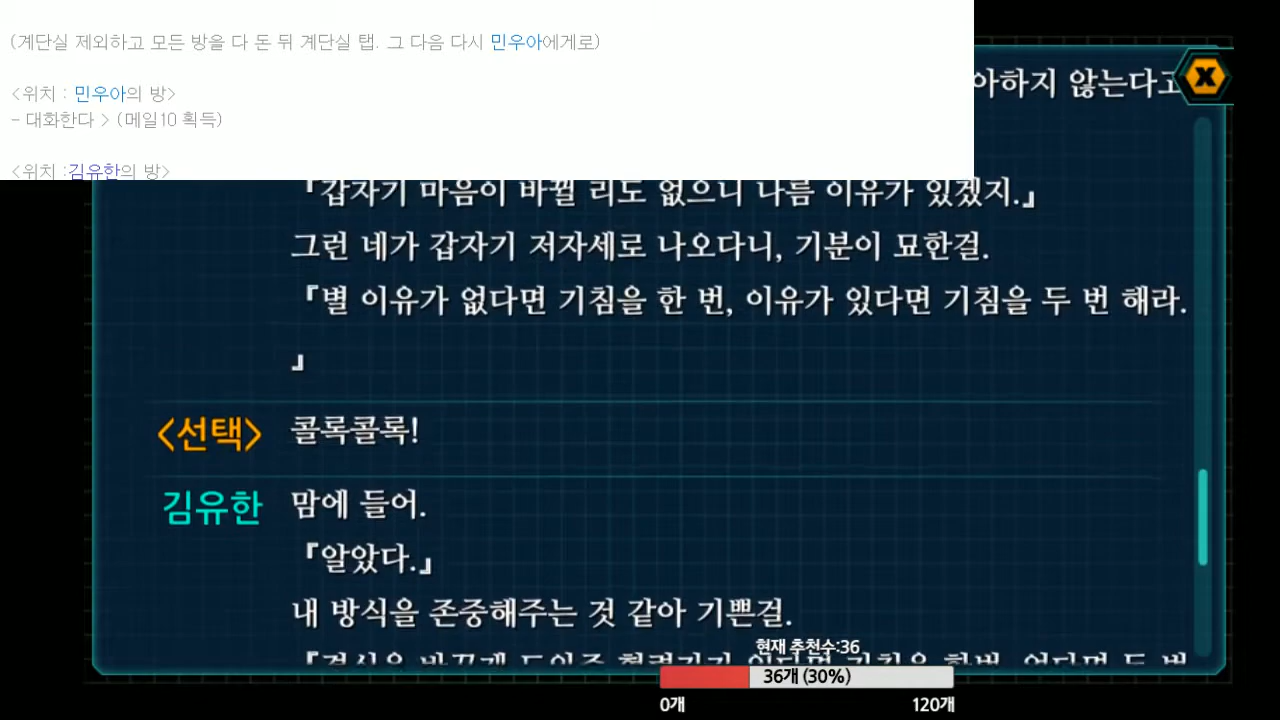 (계단실 제외하고 모든 방을 다 돈 뒤 계단실 탭. 그 다음 다시 민우아에게로)
<위치 : 민우아의 방>
- 대화한다 > (메일10 획득)
<위치 :김유한의 방>
아하지 않는다고
X
『갑자기 마음이 바뀔 리도 없으니 나름 이유가 있겠지.』
그런 네가 갑자기 저자세로 나오다니, 기분이 묘한걸.
『별 이유가 없다면 기침을 한 번, 이유가 있다면 기침을 두 번 해라.
』
<선택> 콜록콜록!
김유한 맘에 들어.
『알았다.』
내 방식을 존중해주는 것 같아 기쁜걸.
현재 추천수:36
36개 (30%)
0개 120개